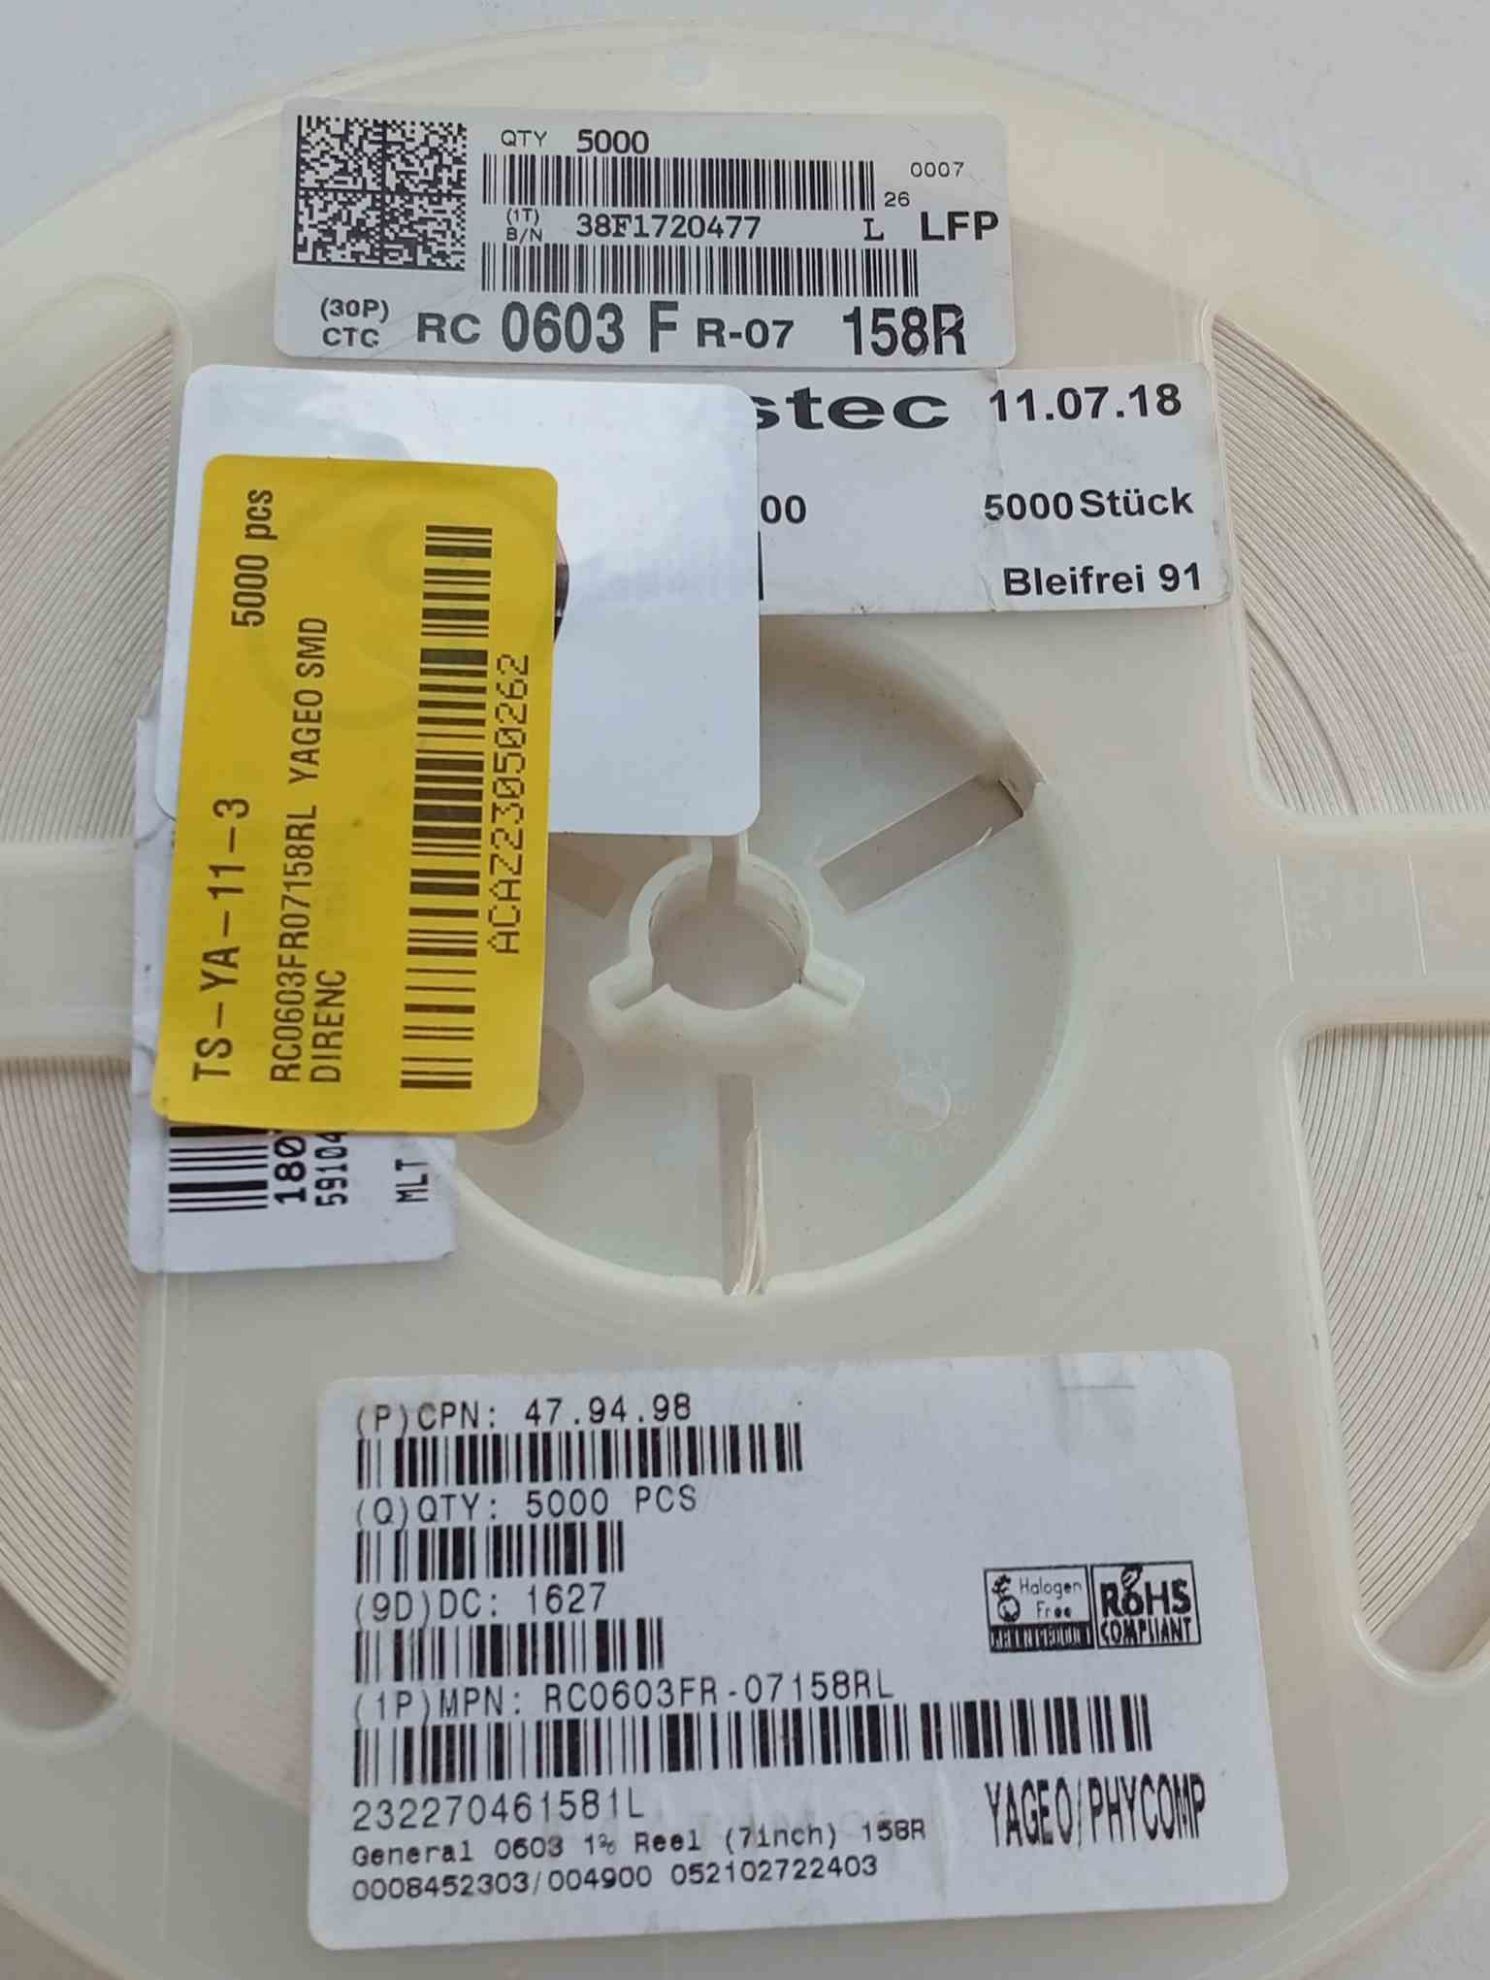 QTY 5000
0007
26
(1T)
B/N 38F1720477 L LFP
(30P)
CTC RC 0603 F R-07 158R
stec 11.07.18
00 5000 Stück
Bleifrei 91
TS-YA-11-3 5000 pcs
RC0603FR07158RL YAGEO SMD
DIRENC
ACAZ23050262
180
5910
MLT
(P)CPN: 47.94.98
(Q)QTY: 5000 PCS
(9D)DC: 1627
(1P)MPN: RC0603FR-07158RL
Halogen
Free
RoHS
COMPLIANT
232270461581L
General 0603 1% Reel (7inch) 158R
0008452303/004900 052102722403
YAGEO/PHYCOMP